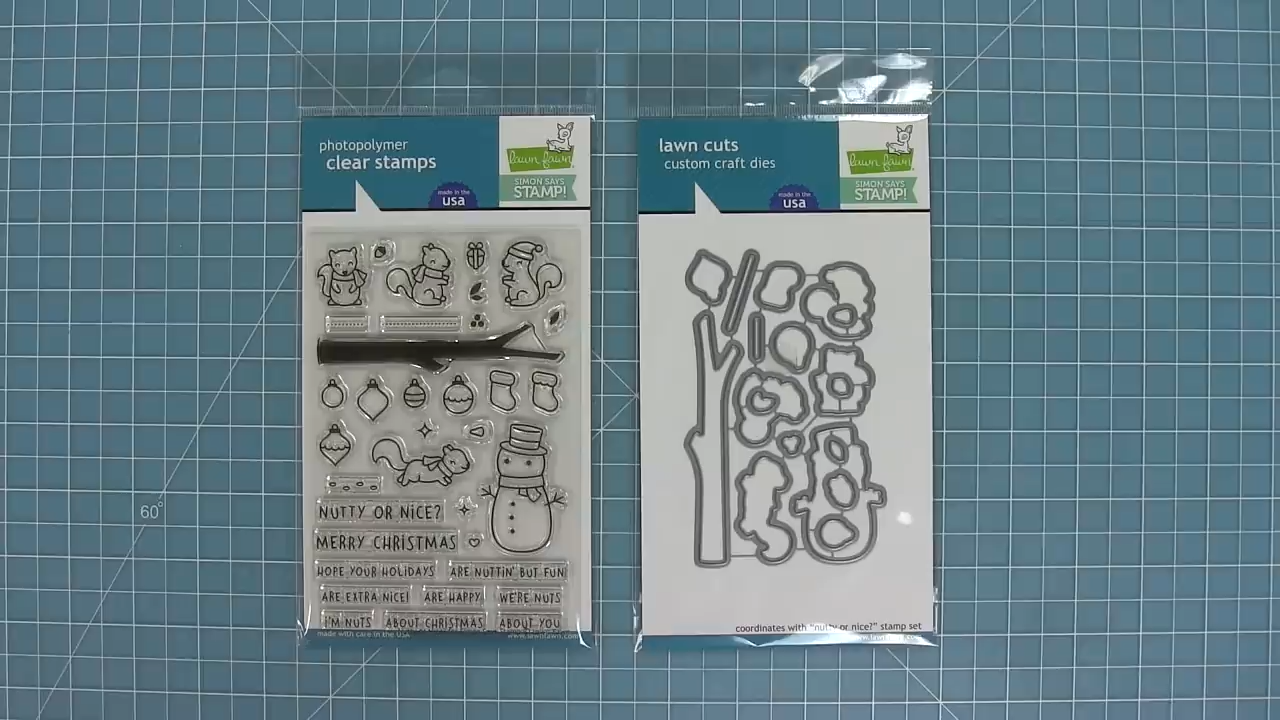 photopolymer
clear stamps
lawn fawn
SIMON SAYS
STAMP!
made in the
usa
NUTTY OR NiCE?
MERRY CHRiSTMAS
HOPE YOUR HOLiDAYS
ARE NUTTiN' BUT FUN!
ARE EXTRA NiCE!
ARE HAPPY
WE'RE NUTS
i'M NUTS
ABOUT CHRiSTMAS
ABOUT YOU
made with care in the USA
www.lawnfawn.com
lawn cuts
custom craft dies
lawn fawn
SIMON SAYS
STAMP!
made in the
usa
coordinates with "nutty or nice?" stamp set
60°